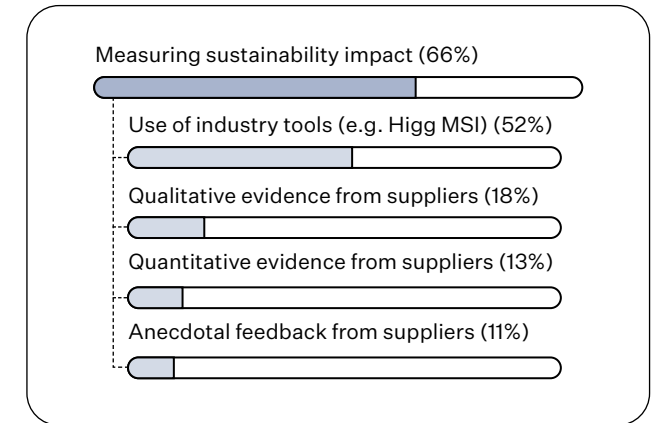 Measuring sustainability impact (66%)
Use of industry tools (e.g. Higg MSI) (52%)
Qualitative evidence from suppliers (18%)
Quantitative evidence from suppliers (13%)
Anecdotal feedback from suppliers (11%)